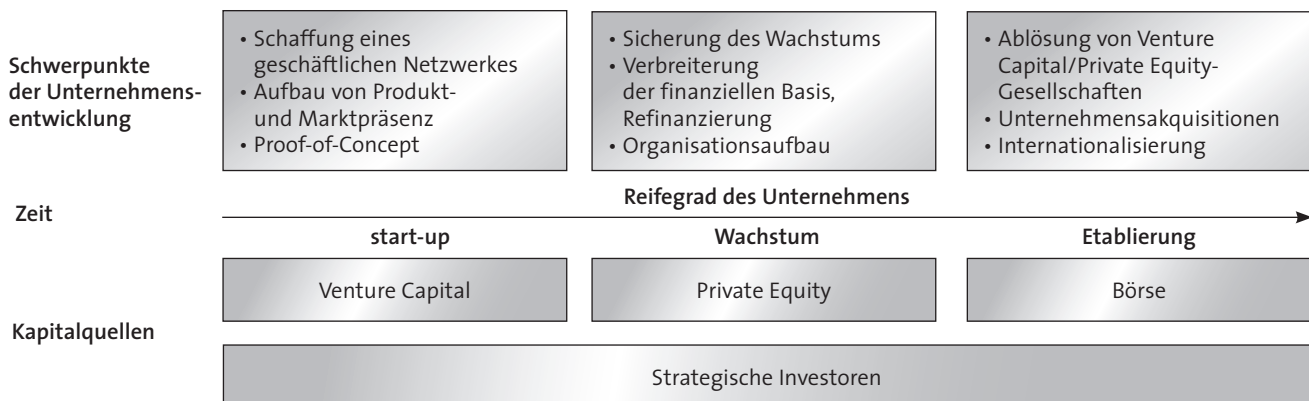 Schwerpunkte
der Unternehmens-
entwicklung
• Schaffung eines
geschäftlichen Netzwerkes
• Aufbau von Produkt-
und Marktpräsenz
• Proof-of-Concept
• Sicherung des Wachstums
• Verbreiterung
der finanziellen Basis,
Refinanzierung
• Organisationsaufbau
• Ablösung von Venture
Capital/Private Equity-
Gesellschaften
• Unternehmensakquisitionen
• Internationalisierung
Zeit
Reifegrad des Unternehmens
start-up
Wachstum
Etablierung
Kapitalquellen
Venture Capital
Private Equity
Börse
Strategische Investoren